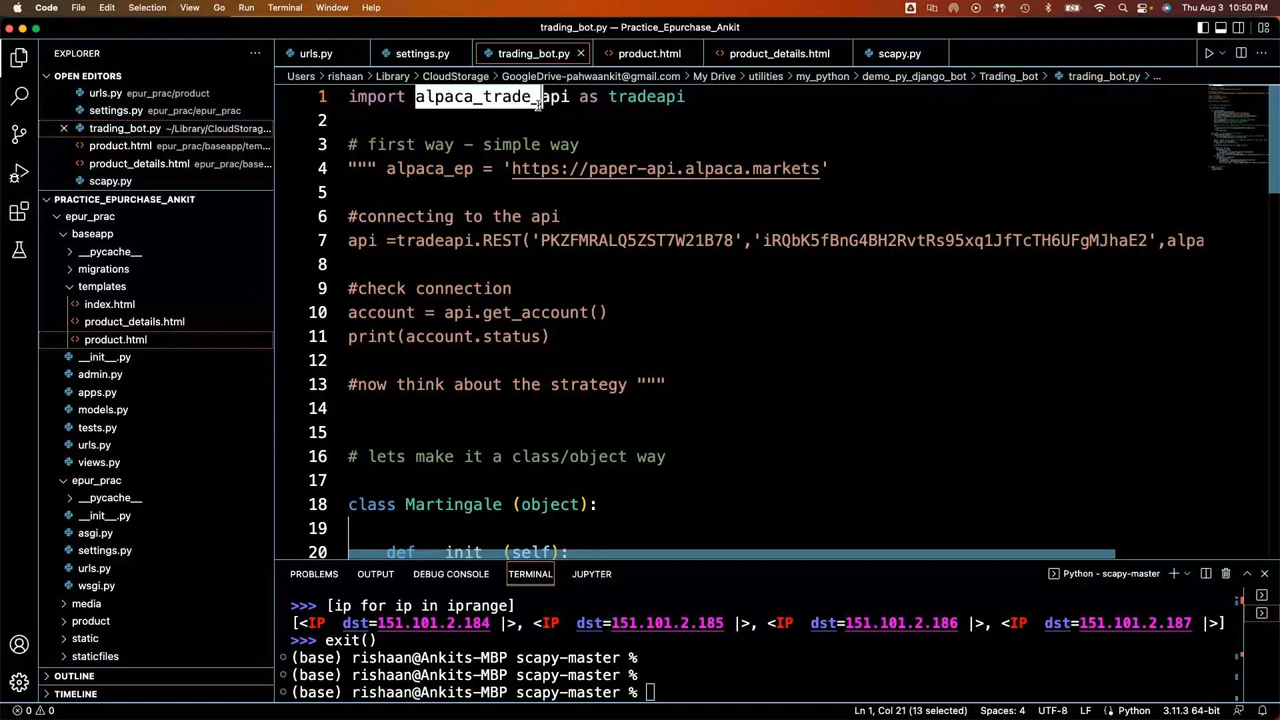 Code File Edit Selection View Go Run Terminal Window Help Thu Aug 3 10:50 PM
trading_bot.py — Practice_Epurchase_Ankit
EXPLORER
OPEN EDITORS
urls.py epur_prac/product
settings.py epur_prac/epur_prac
trading_bot.py ~/Library/CloudStorag...
product.html epur_prac/baseapp/tem...
product_details.html epur_prac/base...
scapy.py
PRACTICE_EPURCHASE_ANKIT
epur_prac
baseapp
__pycache__
migrations
templates
index.html
product_details.html
product.html
__init__.py
admin.py
apps.py
models.py
tests.py
urls.py
views.py
epur_prac
__pycache__
__init__.py
asgi.py
settings.py
urls.py
wsgi.py
media
product
static
staticfiles
OUTLINE
TIMELINE
urls.py settings.py trading_bot.py product.html product_details.html scapy.py
Users > rishaan > Library > CloudStorage > GoogleDrive-pahwaankit@gmail.com > My Drive > utilities > my_python > demo_py_django_bot > Trading_bot > trading_bot.py > ...
1 import alpaca_trade_api as tradeapi
2
3 # first way - simple way
4 """ alpaca_ep = 'https://paper-api.alpaca.markets'
5
6 #connecting to the api
7 api =tradeapi.REST('PKZFMRALQ5ZST7W21B78','iRQbK5fBnG4BH2RvtRs95xq1JfTcTH6UFgMJhaE2',alpa
8
9 #check connection
10 account = api.get_account()
11 print(account.status)
12
13 #now think about the strategy """
14
15
16 # lets make it a class/object way
17
18 class Martingale (object):
19
20 def __init__(self):
PROBLEMS OUTPUT DEBUG CONSOLE TERMINAL JUPYTER Python - scapy-master
>>> [ip for ip in iprange]
[<IP dst=151.101.2.184 |>, <IP dst=151.101.2.185 |>, <IP dst=151.101.2.186 |>, <IP dst=151.101.2.187 |>]
>>> exit()
(base) rishaan@Ankits-MBP scapy-master %
(base) rishaan@Ankits-MBP scapy-master %
(base) rishaan@Ankits-MBP scapy-master %
0 0 Ln 1, Col 21 (13 selected) Spaces: 4 UTF-8 LF Python 3.11.3 64-bit